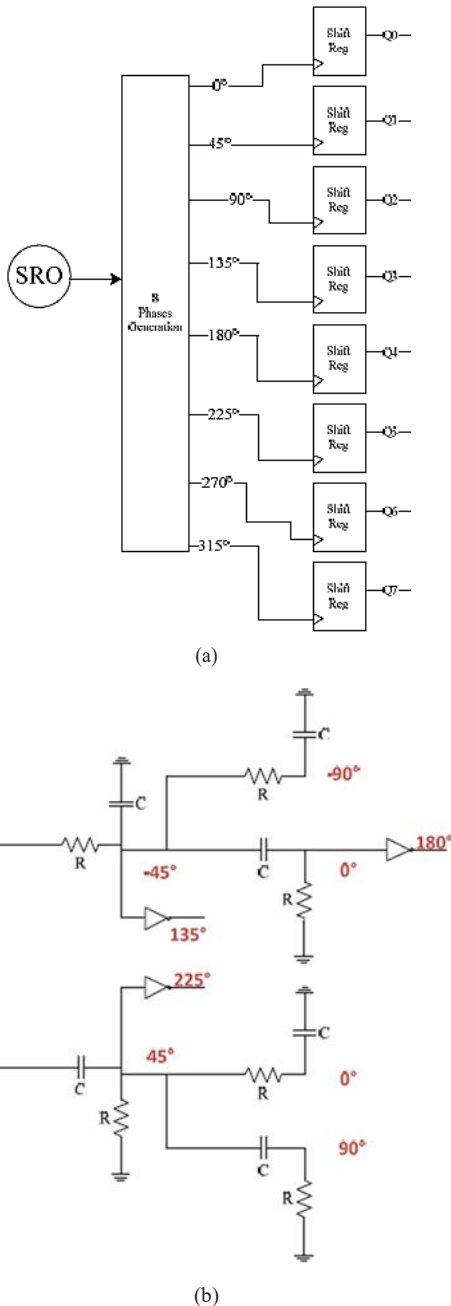 Shift
Reg
Q0
0°
Shift
Reg
Q1
45°
Shift
Reg
Q2
90°
Shift
Reg
Q3
135°
SRO
8
Phases
Generation
Shift
Reg
Q4
180°
Shift
Reg
Q5
225°
Shift
Reg
Q6
270°
Shift
Reg
Q7
315°
(a)
C
C
R
-90°
R
C
180°
-45°
0°
R
135°
225°
C
45°
C
R
0°
R
C
90°
R
(b)